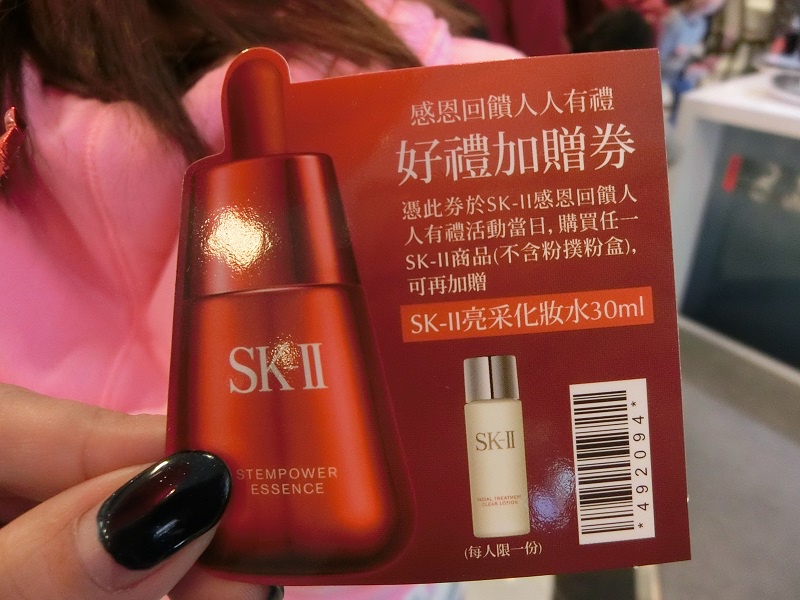 感恩回饋人人有禮
好禮加贈券
憑此券於SK-II感恩回饋人
人有禮活動當日, 購買任一
SK-II商品(不含粉撲粉盒),
可再加贈
SK-II亮采化妝水30ml
SK-II
STEMPOWER
ESSENCE
SK-II
FACIAL TREATMENT
CLEAR LOTION
(每人限一份)
*492094*